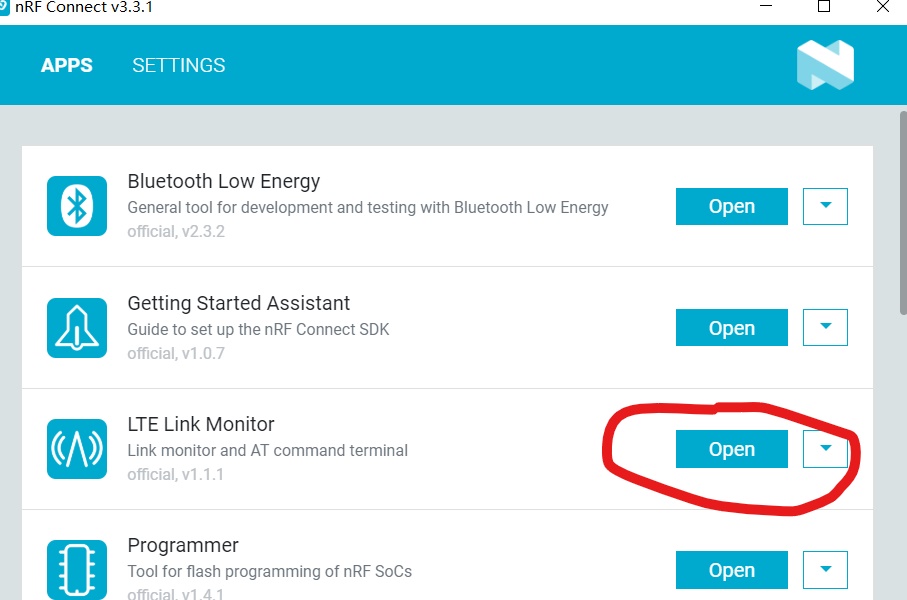 nRF Connect v3.3.1
APPS SETTINGS
Bluetooth Low Energy
General tool for development and testing with Bluetooth Low Energy
official, v2.3.2
Open
Getting Started Assistant
Guide to set up the nRF Connect SDK
official, v1.0.7
Open
LTE Link Monitor
Link monitor and AT command terminal
official, v1.1.1
Open
Programmer
Tool for flash programming of nRF SoCs
official, v1.4.1
Open